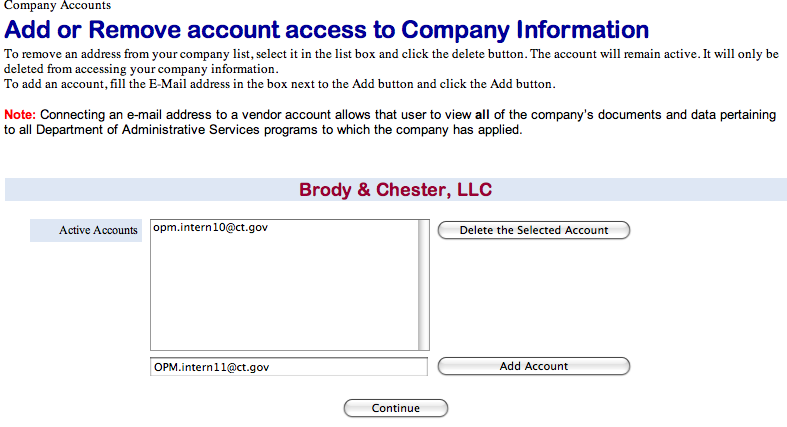 Company Accounts
Add or Remove account access to Company Information
To remove an address from your company list, select it in the list box and click the delete button. The account will remain active. It will only be
deleted from accessing your company information.
To add an account, fill the E-Mail address in the box next to the Add button and click the Add button.
Note: Connecting an e-mail address to a vendor account allows that user to view all of the company's documents and data pertaining
to all Department of Administrative Services programs to which the company has applied.
Brody & Chester, LLC
Active Accounts
opm.intern10@ct.gov
Delete the Selected Account
OPM.intern11@ct.gov
Add Account
Continue